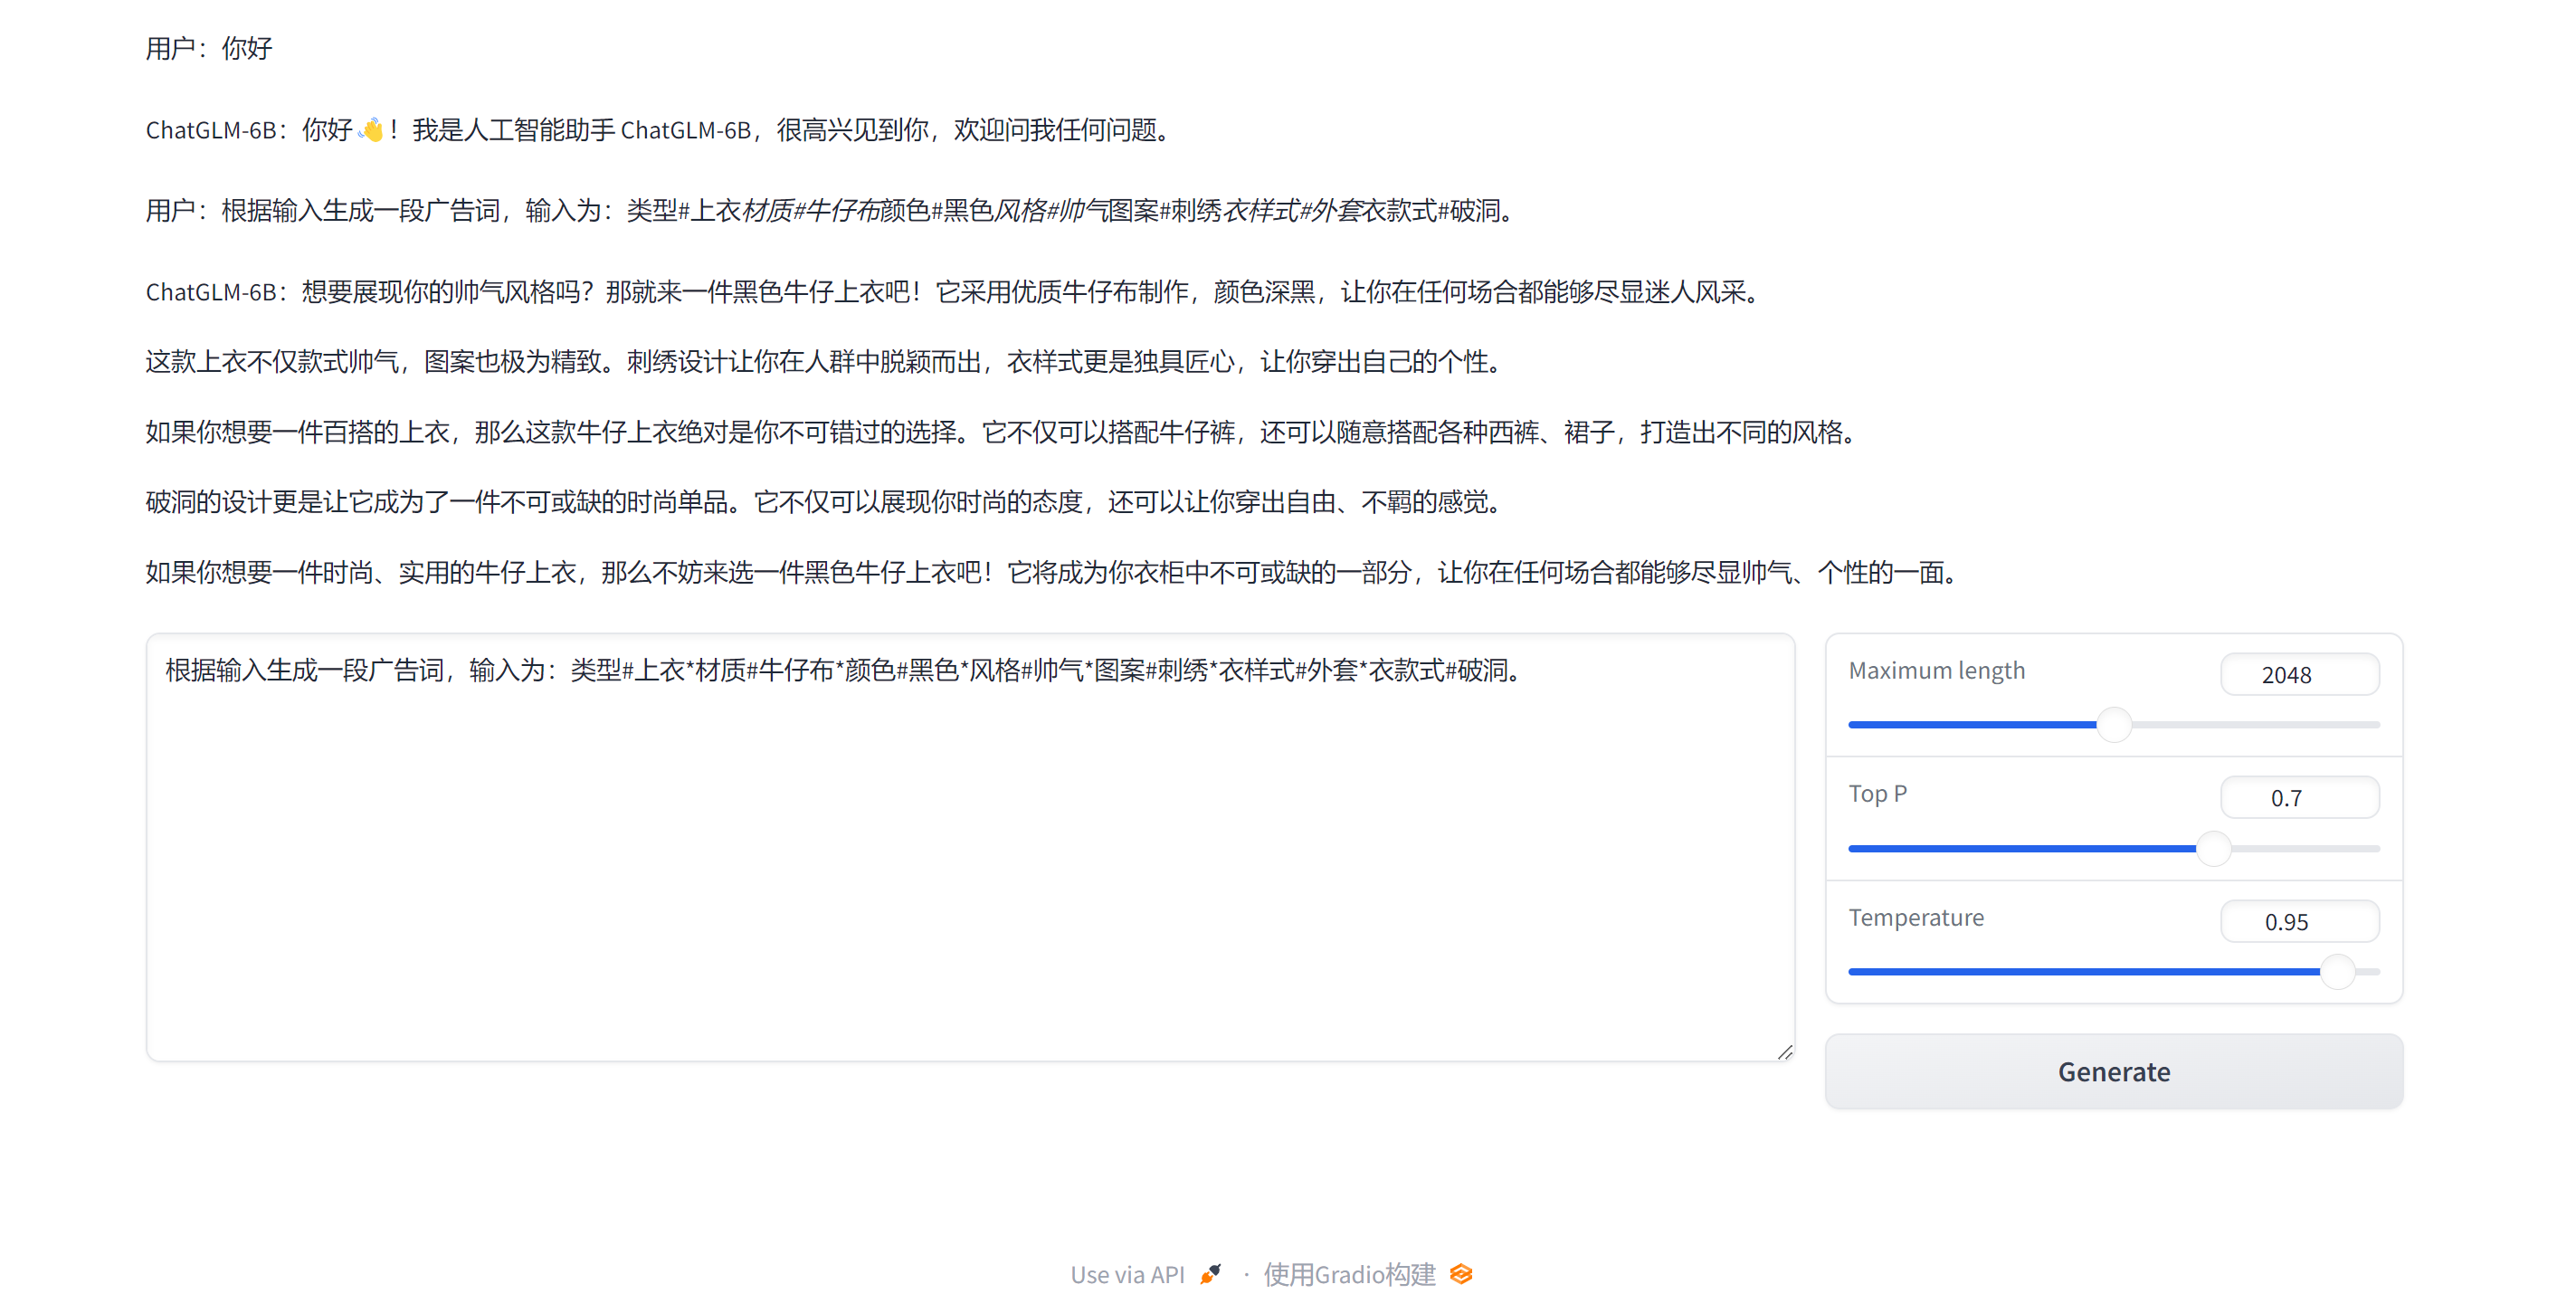 用户：你好
ChatGLM-6B：你好👋！我是人工智能助手 ChatGLM-6B，很高兴见到你，欢迎问我任何问题。
用户：根据输入生成一段广告词，输入为：类型#上衣材质#牛仔布颜色#黑色风格#帅气图案#刺绣衣样式#外套衣款式#破洞。
ChatGLM-6B：想要展现你的帅气风格吗？那就来一件黑色牛仔上衣吧！它采用优质牛仔布制作，颜色深黑，让你在任何场合都能够尽显迷人风采。
这款上衣不仅款式帅气，图案也极为精致。刺绣设计让你在人群中脱颖而出，衣样式更是独具匠心，让你穿出自己的个性。
如果你想要一件百搭的上衣，那么这款牛仔上衣绝对是你不可错过的选择。它不仅可以搭配牛仔裤，还可以随意搭配各种西裤、裙子，打造出不同的风格。
破洞的设计更是让它成为了一件不可或缺的时尚单品。它不仅可以展现你时尚的态度，还可以让你穿出自由、不羁的感觉。
如果你想要一件时尚、实用的牛仔上衣，那么不妨来选一件黑色牛仔上衣吧！它将成为你衣柜中不可或缺的一部分，让你在任何场合都能够尽显帅气、个性的一面。
根据输入生成一段广告词，输入为：类型#上衣*材质#牛仔布*颜色#黑色*风格#帅气*图案#刺绣*衣样式#外套*衣款式#破洞。
Maximum length 2048
Top P 0.7
Temperature 0.95
Generate
Use via API · 使用Gradio构建